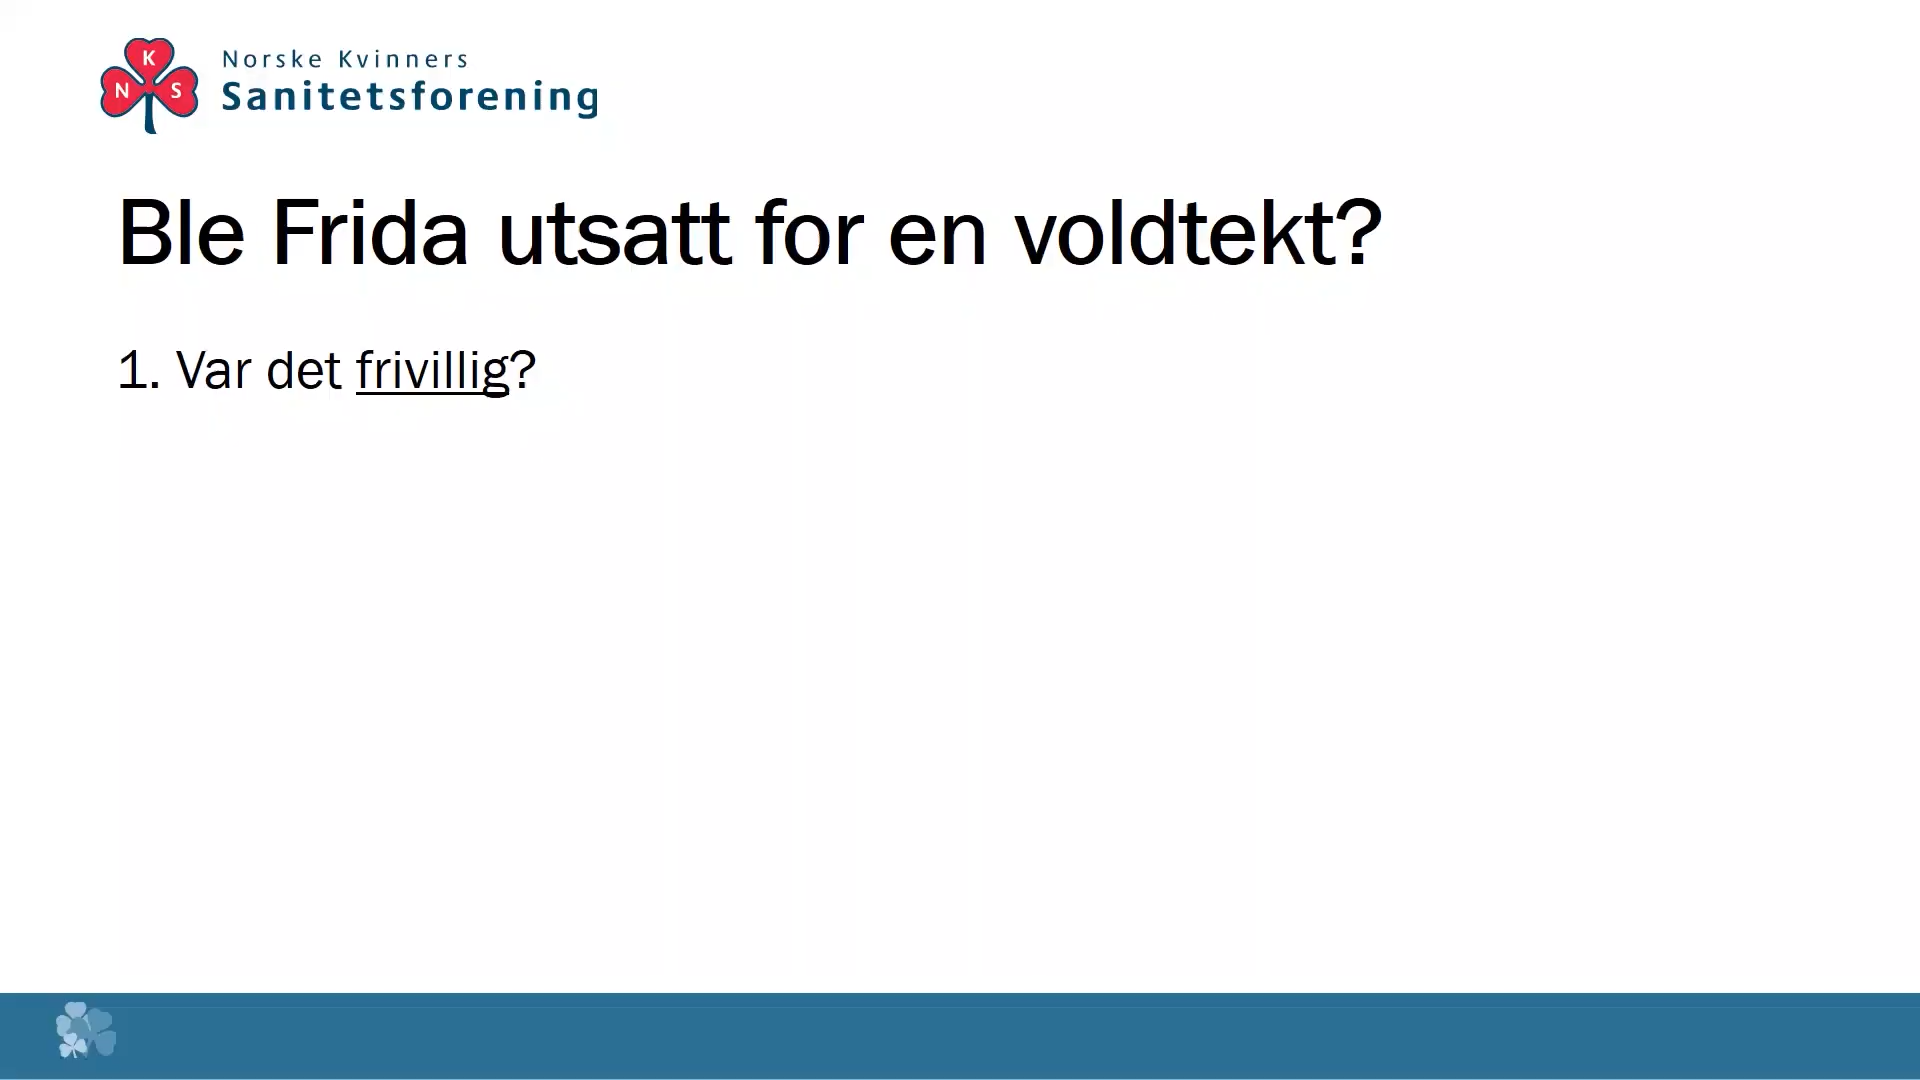 K
N S
Norske Kvinners
Sanitetsforening
Ble Frida utsatt for en voldtekt?
1. Var det frivillig?